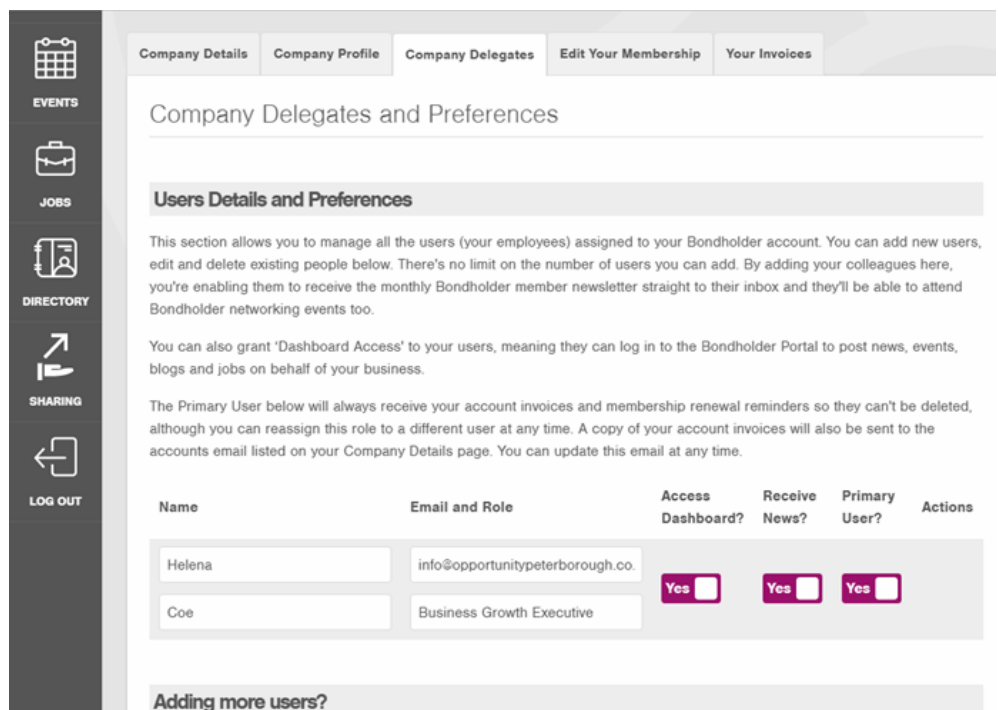 EVENTS
JOBS
DIRECTORY
SHARING
LOG OUT
Company Details Company Profile Company Delegates Edit Your Membership Your Invoices
Company Delegates and Preferences
Users Details and Preferences
This section allows you to manage all the users (your employees) assigned to your Bondholder account. You can add new users,
edit and delete existing people below. There's no limit on the number of users you can add. By adding your colleagues here,
you're enabling them to receive the monthly Bondholder member newsletter straight to their inbox and they'll be able to attend
Bondholder networking events too.
You can also grant 'Dashboard Access' to your users, meaning they can log in to the Bondholder Portal to post news, events,
blogs and jobs on behalf of your business.
The Primary User below will always receive your account invoices and membership renewal reminders so they can't be deleted,
although you can reassign this role to a different user at any time. A copy of your account invoices will also be sent to the
accounts email listed on your Company Details page. You can update this email at any time.
Name Email and Role Access Dashboard? Receive News? Primary User? Actions
Helena info@opportunitypeterborough.co.
Yes Yes Yes
Coe Business Growth Executive
Adding more users?